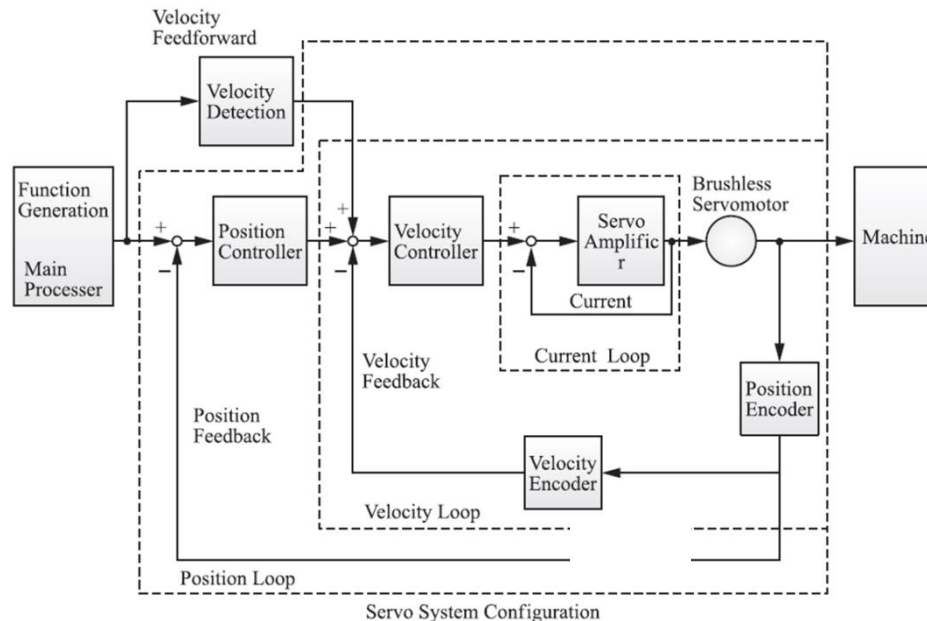 Velocity
Feedforward
Velocity
Detection
Function
Generation
Main
Processer
+
−
Position
Controller
+
+
−
Velocity
Controller
+
−
Servo
Amplific
r
Current
Current Loop
Brushless
Servomotor
Machine
Velocity
Feedback
Position
Feedback
Position
Encoder
Velocity
Encoder
Velocity Loop
Position Loop
Servo System Configuration